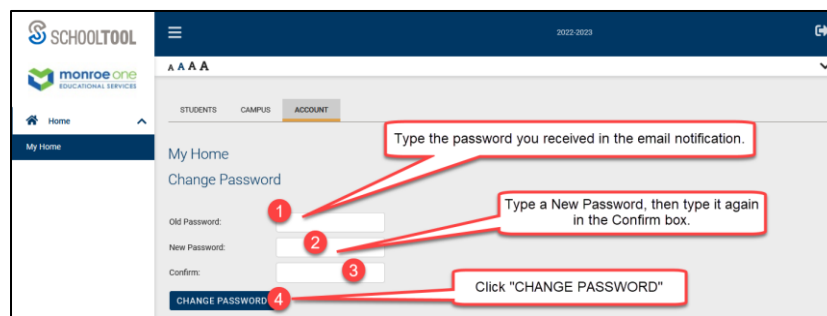 SCHOOLTOOL
2022-2023
monroe one
EDUCATIONAL SERVICES
A A A A
Home
My Home
STUDENTS CAMPUS ACCOUNT
Type the password you received in the email notification.
My Home
Change Password
Type a New Password, then type it again
in the Confirm box.
Old Password:
1
New Password:
2
Confirm:
3
Click "CHANGE PASSWORD"
CHANGE PASSWORD
4